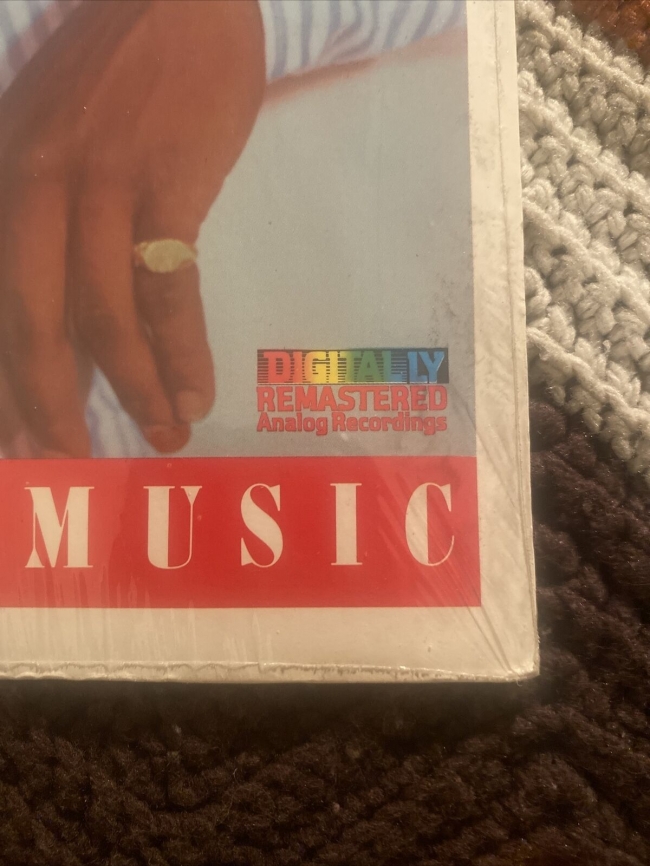 DIGITALLY
REMASTERED
Analog Recordings
MUSIC